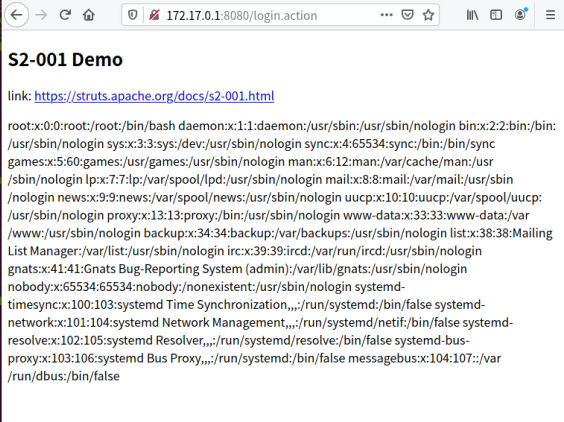 172.17.0.1:8080/login.action
S2-001 Demo
link: https://struts.apache.org/docs/s2-001.html
root:x:0:0:root:/root:/bin/bash daemon:x:1:1:daemon:/usr/sbin:/usr/sbin/nologin bin:x:2:2:bin:/bin:
/usr/sbin/nologin sys:x:3:3:sys:/dev:/usr/sbin/nologin sync:x:4:65534:sync:/bin:/bin/sync
games:x:5:60:games:/usr/games:/usr/sbin/nologin man:x:6:12:man:/var/cache/man:/usr
/sbin/nologin lp:x:7:7:lp:/var/spool/lpd:/usr/sbin/nologin mail:x:8:8:mail:/var/mail:/usr/sbin
/nologin news:x:9:9:news:/var/spool/news:/usr/sbin/nologin uucp:x:10:10:uucp:/var/spool/uucp:
/usr/sbin/nologin proxy:x:13:13:proxy:/bin:/usr/sbin/nologin www-data:x:33:33:www-data:/var
/www:/usr/sbin/nologin backup:x:34:34:backup:/var/backups:/usr/sbin/nologin list:x:38:38:Mailing
List Manager:/var/list:/usr/sbin/nologin irc:x:39:39:ircd:/var/run/ircd:/usr/sbin/nologin
gnats:x:41:41:Gnats Bug-Reporting System (admin):/var/lib/gnats:/usr/sbin/nologin
nobody:x:65534:65534:nobody:/nonexistent:/usr/sbin/nologin systemd-
timesync:x:100:103:systemd Time Synchronization,,,:/run/systemd:/bin/false systemd-
network:x:101:104:systemd Network Management,,,:/run/systemd/netif:/bin/false systemd-
resolve:x:102:105:systemd Resolver,,,:/run/systemd/resolve:/bin/false systemd-bus-
proxy:x:103:106:systemd Bus Proxy,,,:/run/systemd:/bin/false messagebus:x:104:107::/var
/run/dbus:/bin/false